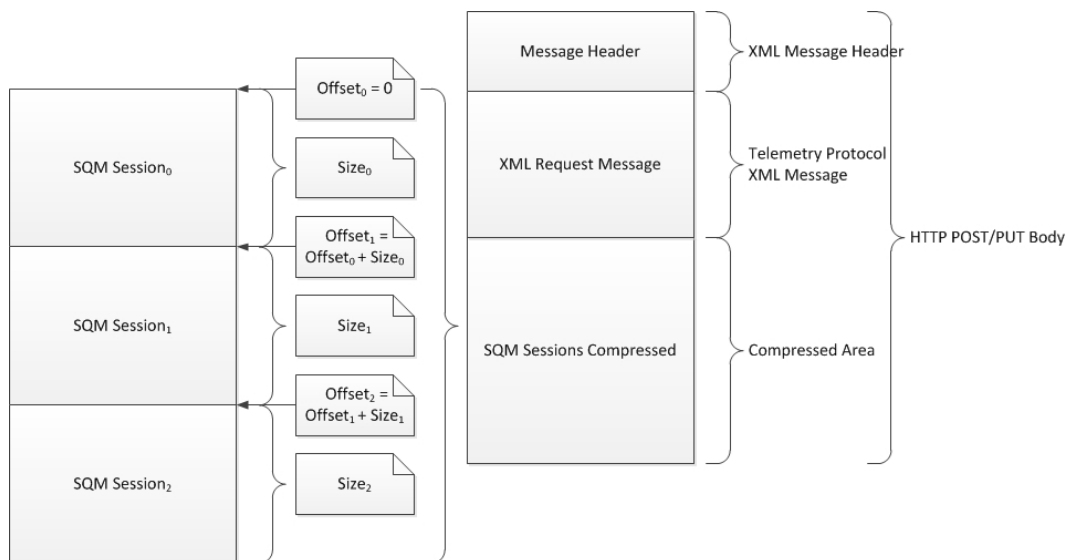 SQM Session₀
SQM Session₁
SQM Session₂
Offset₀ = 0
Size₀
Offset₁ =
Offset₀ + Size₀
Size₁
Offset₂ =
Offset₁ + Size₁
Size₂
Message Header
XML Request Message
SQM Sessions Compressed
XML Message Header
Telemetry Protocol
XML Message
Compressed Area
HTTP POST/PUT Body